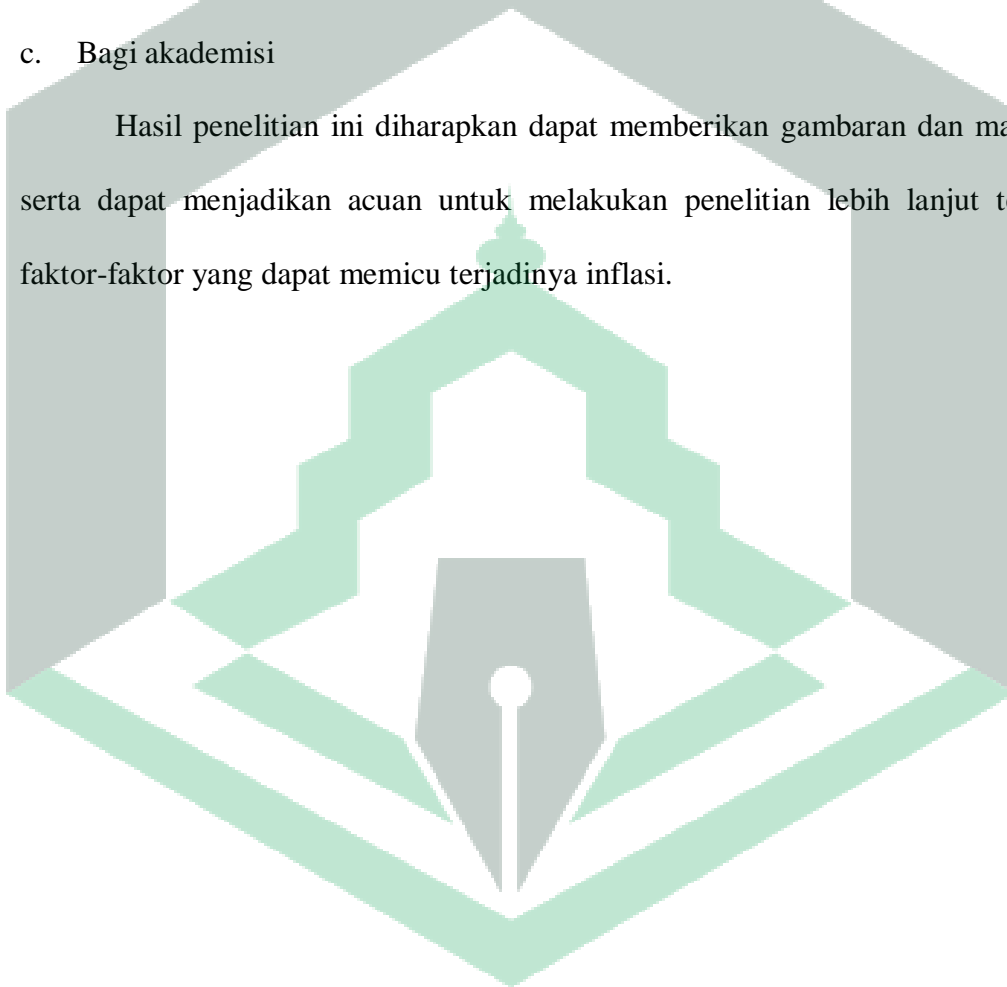 c. Bagi akademisi
Hasil penelitian ini diharapkan dapat memberikan gambaran dan
serta dapat menjadikan acuan untuk melakukan penelitian lebih lanjut
faktor-faktor yang dapat memicu terjadinya inflasi.